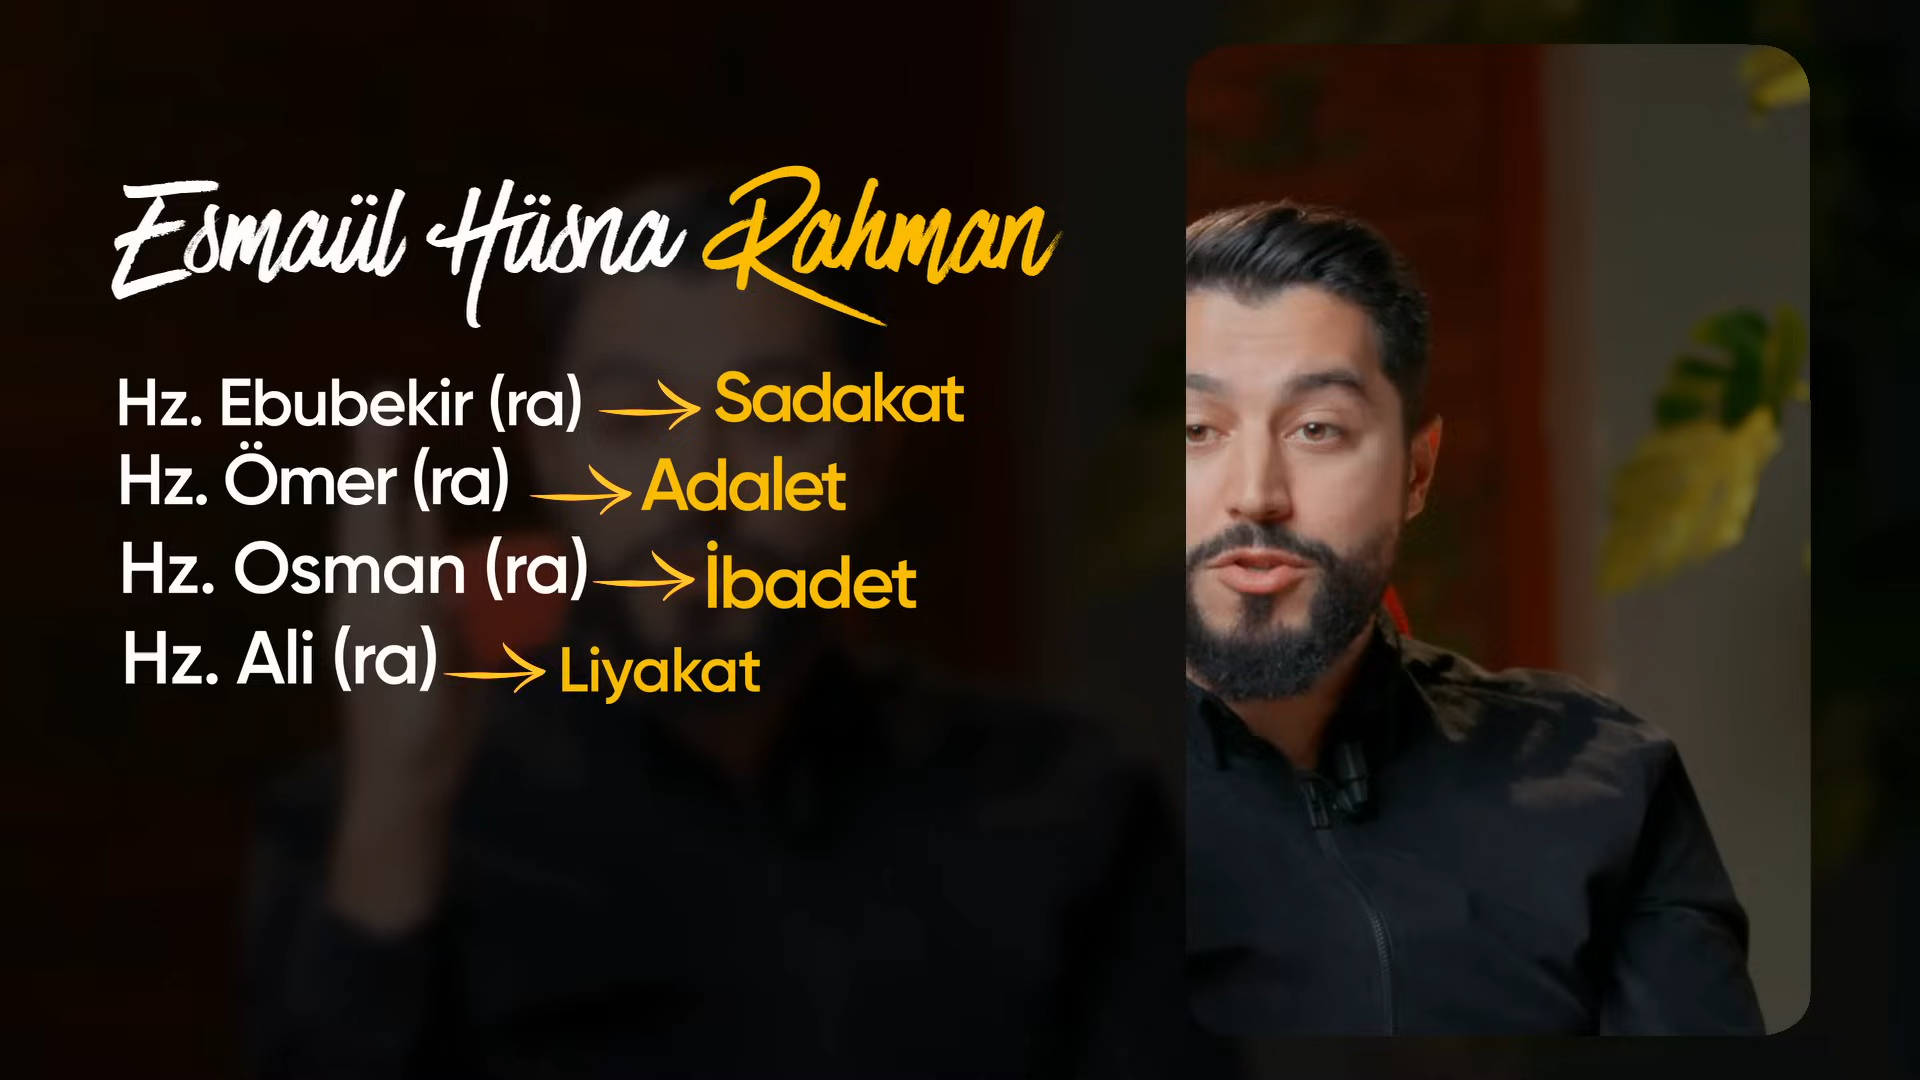 Esmaül Hüsna Rahman
Hz. Ebubekir (ra) → Sadakat
Hz. Ömer (ra) → Adalet
Hz. Osman (ra) → İbadet
Hz. Ali (ra) → Liyakat